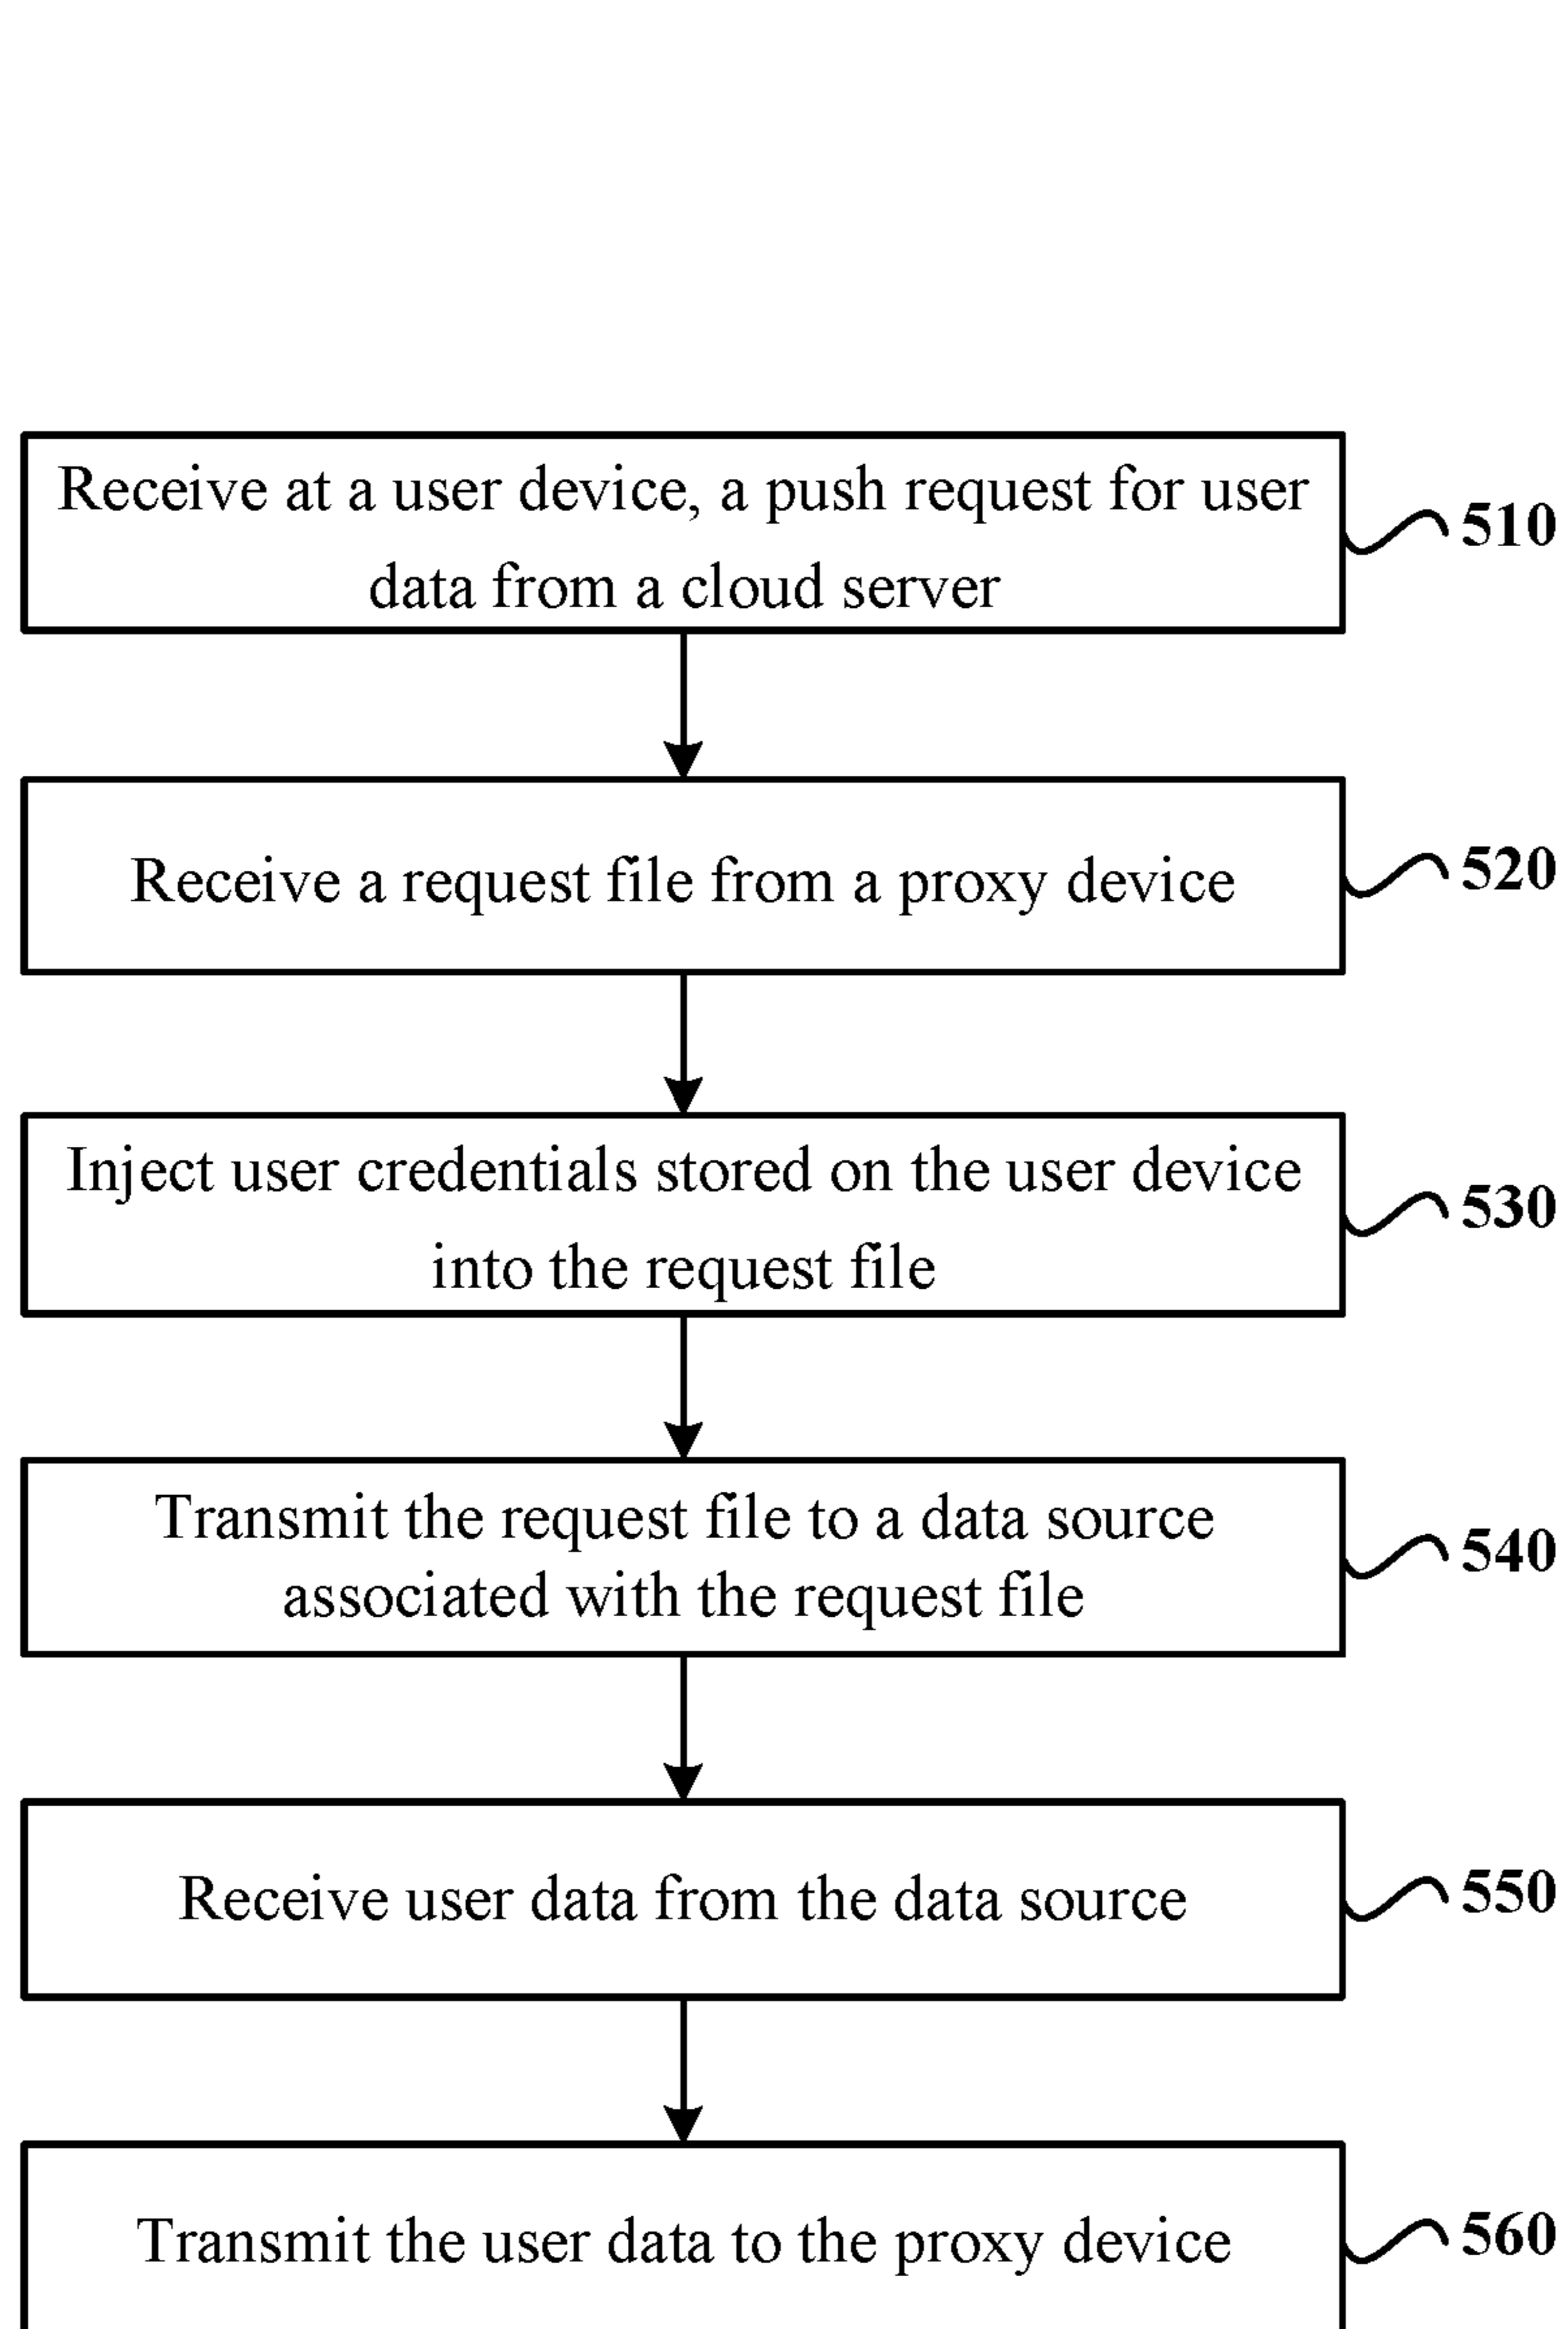 Receive at a user device, a push request for user
data from a cloud server
510
Receive a request file from a proxy device
520
Inject user credentials stored on the user device
into the request file
530
Transmit the request file to a data source
associated with the request file
540
Receive user data from the data source
550
Transmit the user data to the proxy device
560